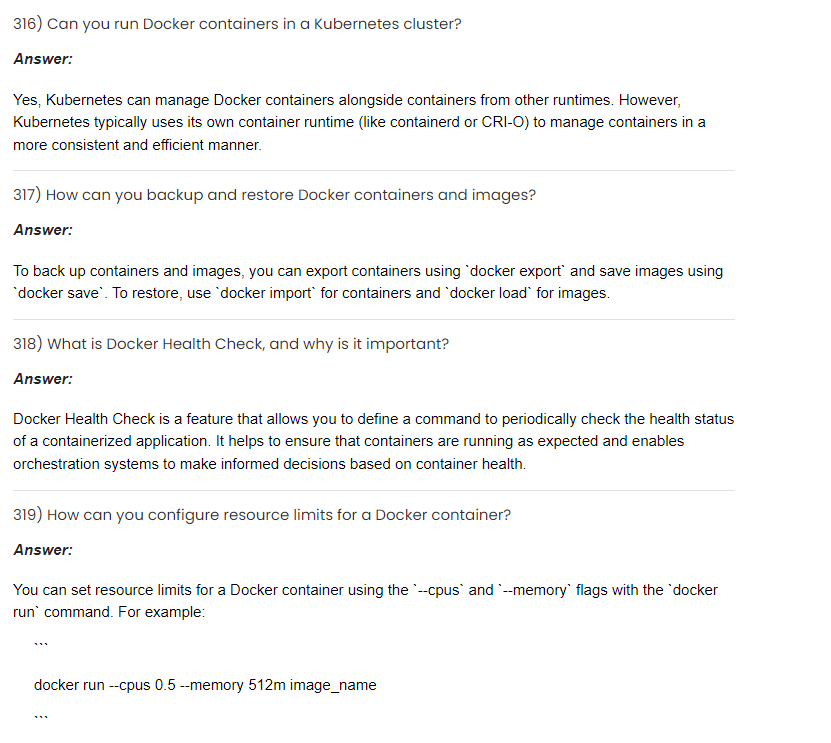 316) Can you run Docker containers in a Kubernetes cluster?
Answer:
Yes, Kubernetes can manage Docker containers alongside containers from other runtimes. However,
Kubernetes typically uses its own container runtime (like containerd or CRI-O) to manage containers in a
more consistent and efficient manner.
317) How can you backup and restore Docker containers and images?
Answer:
To back up containers and images, you can export containers using `docker export` and save images using
`docker save`. To restore, use `docker import` for containers and `docker load` for images.
318) What is Docker Health Check, and why is it important?
Answer:
Docker Health Check is a feature that allows you to define a command to periodically check the health status
of a containerized application. It helps to ensure that containers are running as expected and enables
orchestration systems to make informed decisions based on container health.
319) How can you configure resource limits for a Docker container?
Answer:
You can set resource limits for a Docker container using the `--cpus` and `--memory` flags with the `docker
run` command. For example:
```
docker run --cpus 0.5 --memory 512m image_name
```